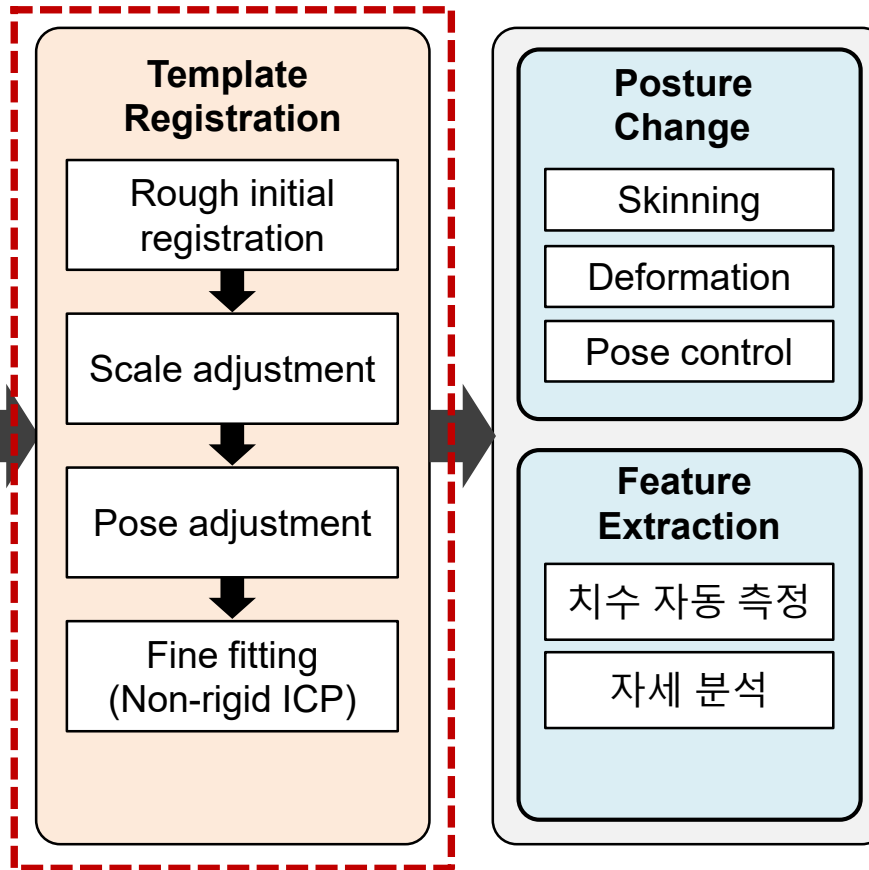 Template
Registration
Rough initial
registration
Scale adjustment
Pose adjustment
Fine fitting
(Non-rigid ICP)
Posture
Change
Skinning
Deformation
Pose control
Feature
Extraction
치수 자동 측정
자세 분석